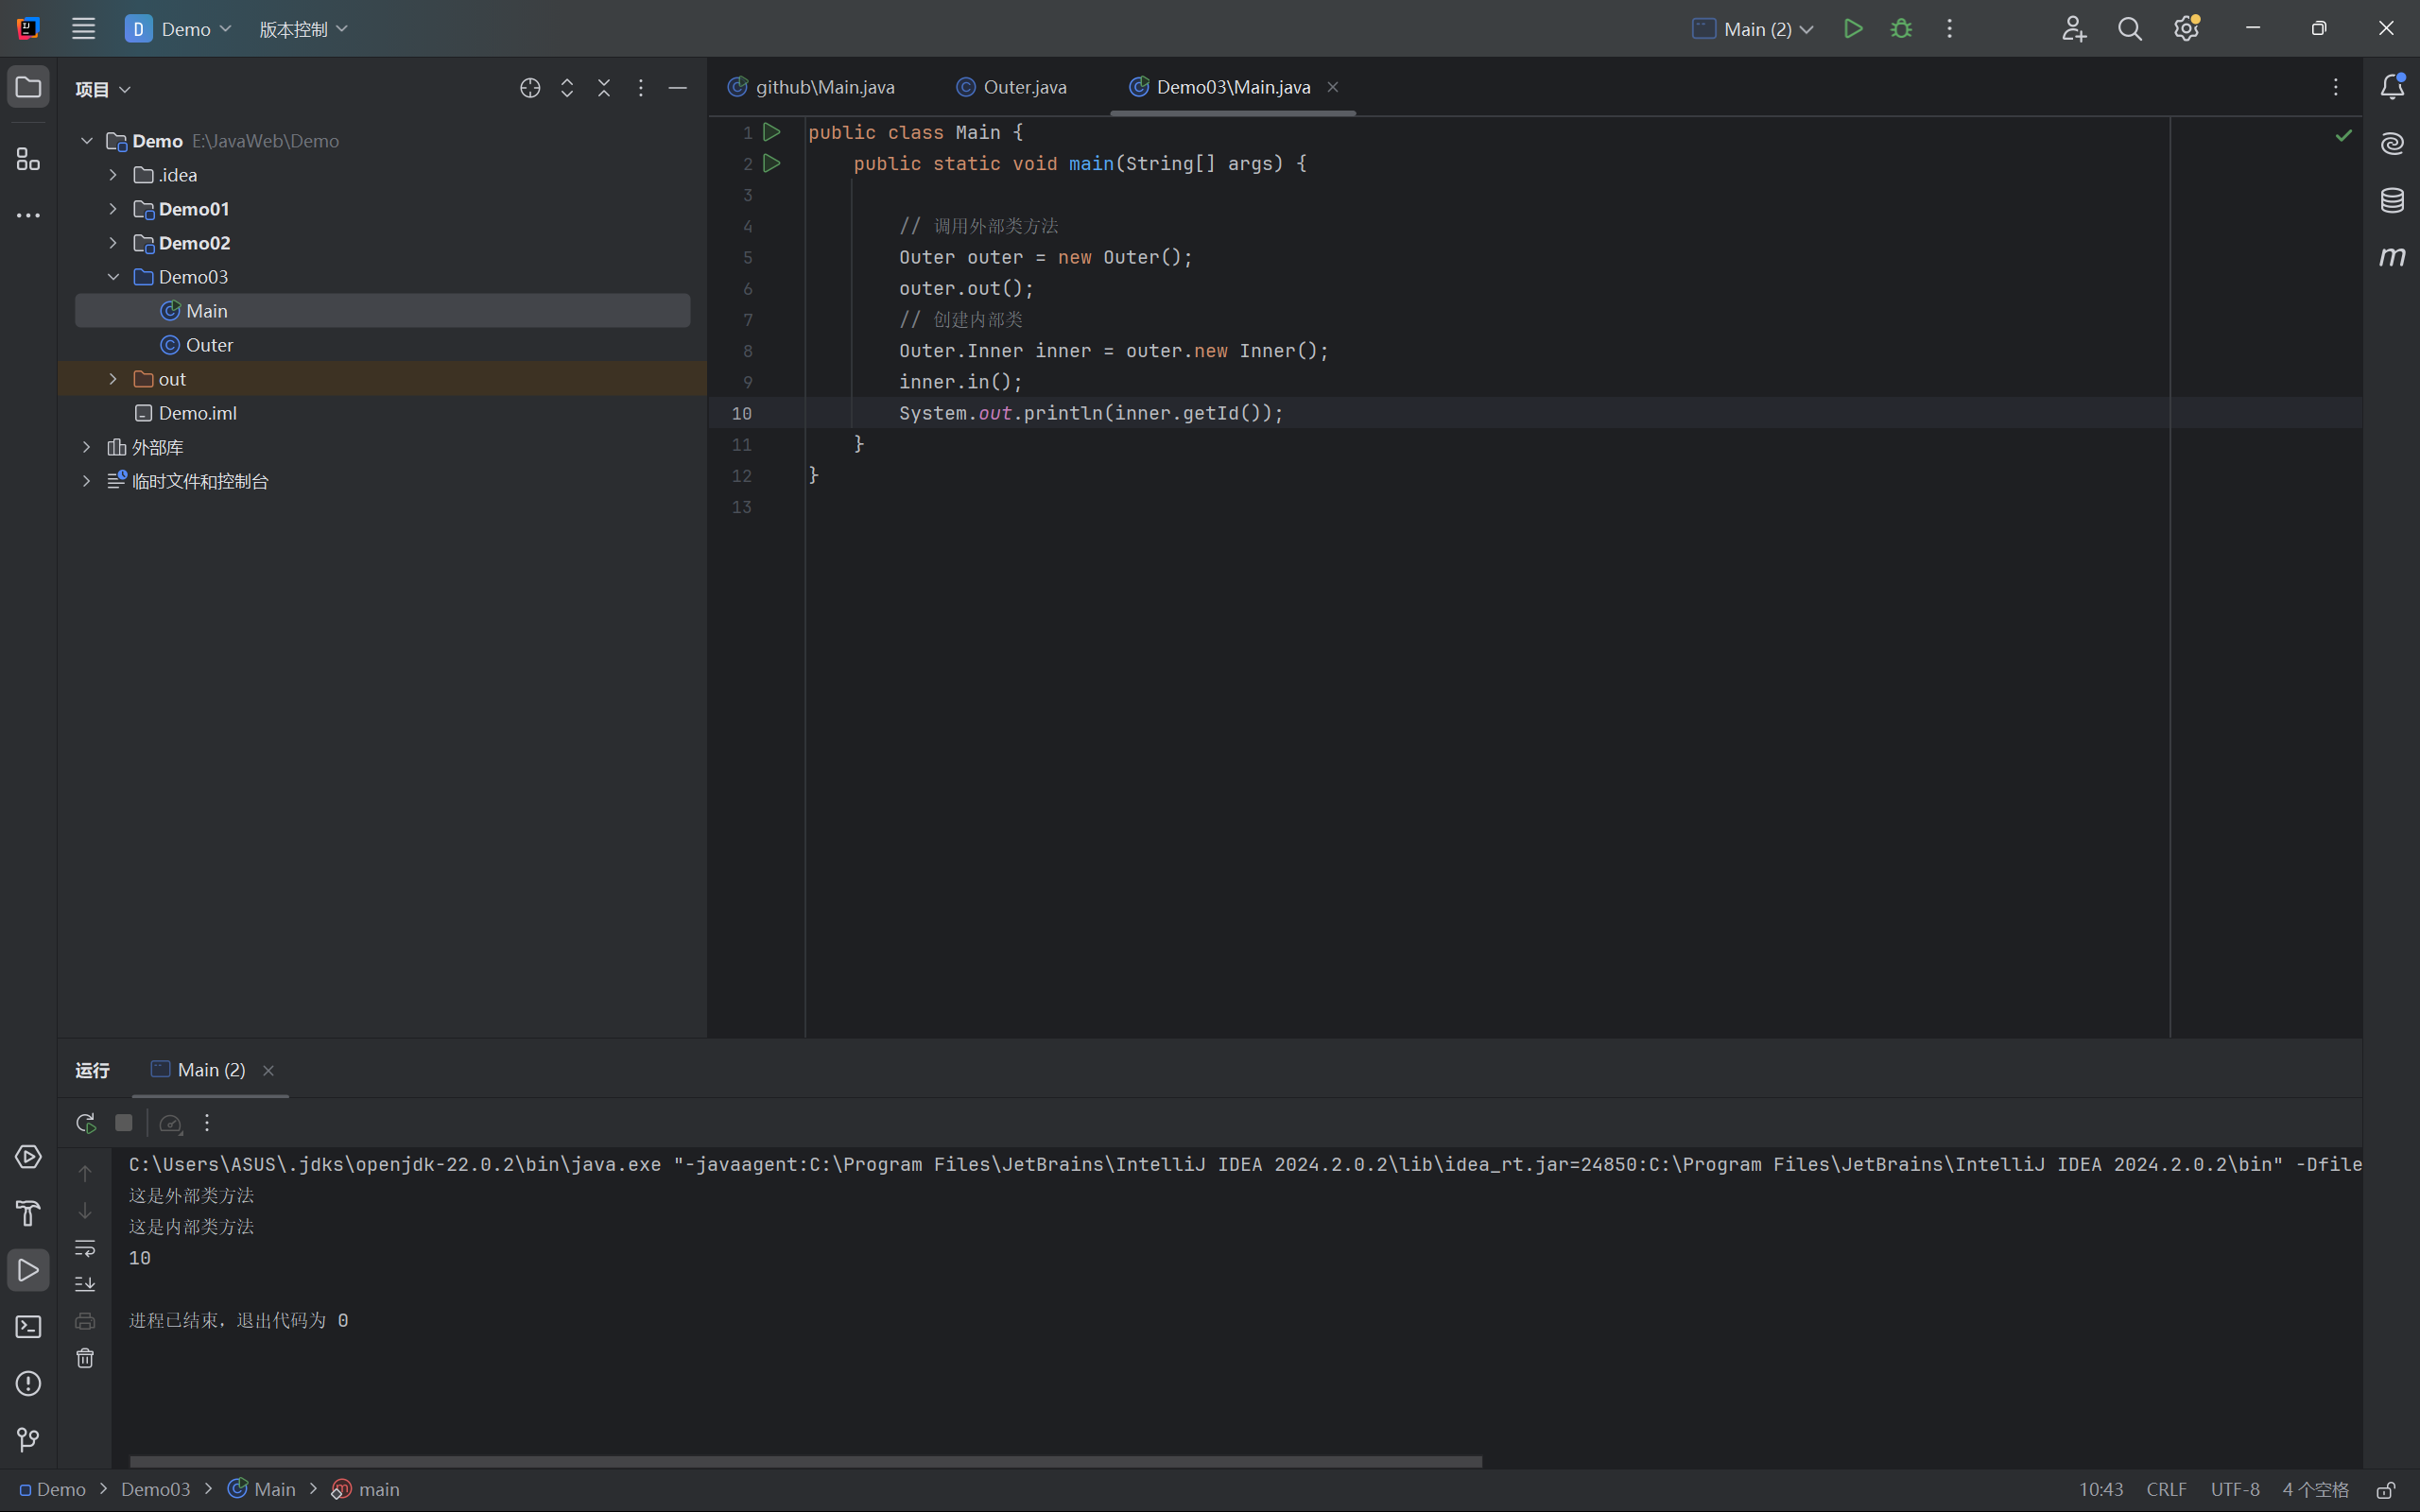 D Demo 版本控制 Main (2)
项目
github\Main.java Outer.java Demo03\Main.java
Demo E:\JavaWeb\Demo
.idea
Demo01
Demo02
Demo03
Main
Outer
out
Demo.iml
外部库
临时文件和控制台
1 public class Main {
2 public static void main(String[] args) {
3
4 // 调用外部类方法
5 Outer outer = new Outer();
6 outer.out();
7 // 创建内部类
8 Outer.Inner inner = outer.new Inner();
9 inner.in();
10 System.out.println(inner.getId());
11 }
12 }
13
运行 Main (2)
C:\Users\ASUS\.jdks\openjdk-22.0.2\bin\java.exe "-javaagent:C:\Program Files\JetBrains\IntelliJ IDEA 2024.2.0.2\lib\idea_rt.jar=24850:C:\Program Files\JetBrains\IntelliJ IDEA 2024.2.0.2\bin" -Dfile
这是外部类方法
这是内部类方法
10
进程已结束，退出代码为 0
Demo Demo03 Main main
10:43 CRLF UTF-8 4 个空格